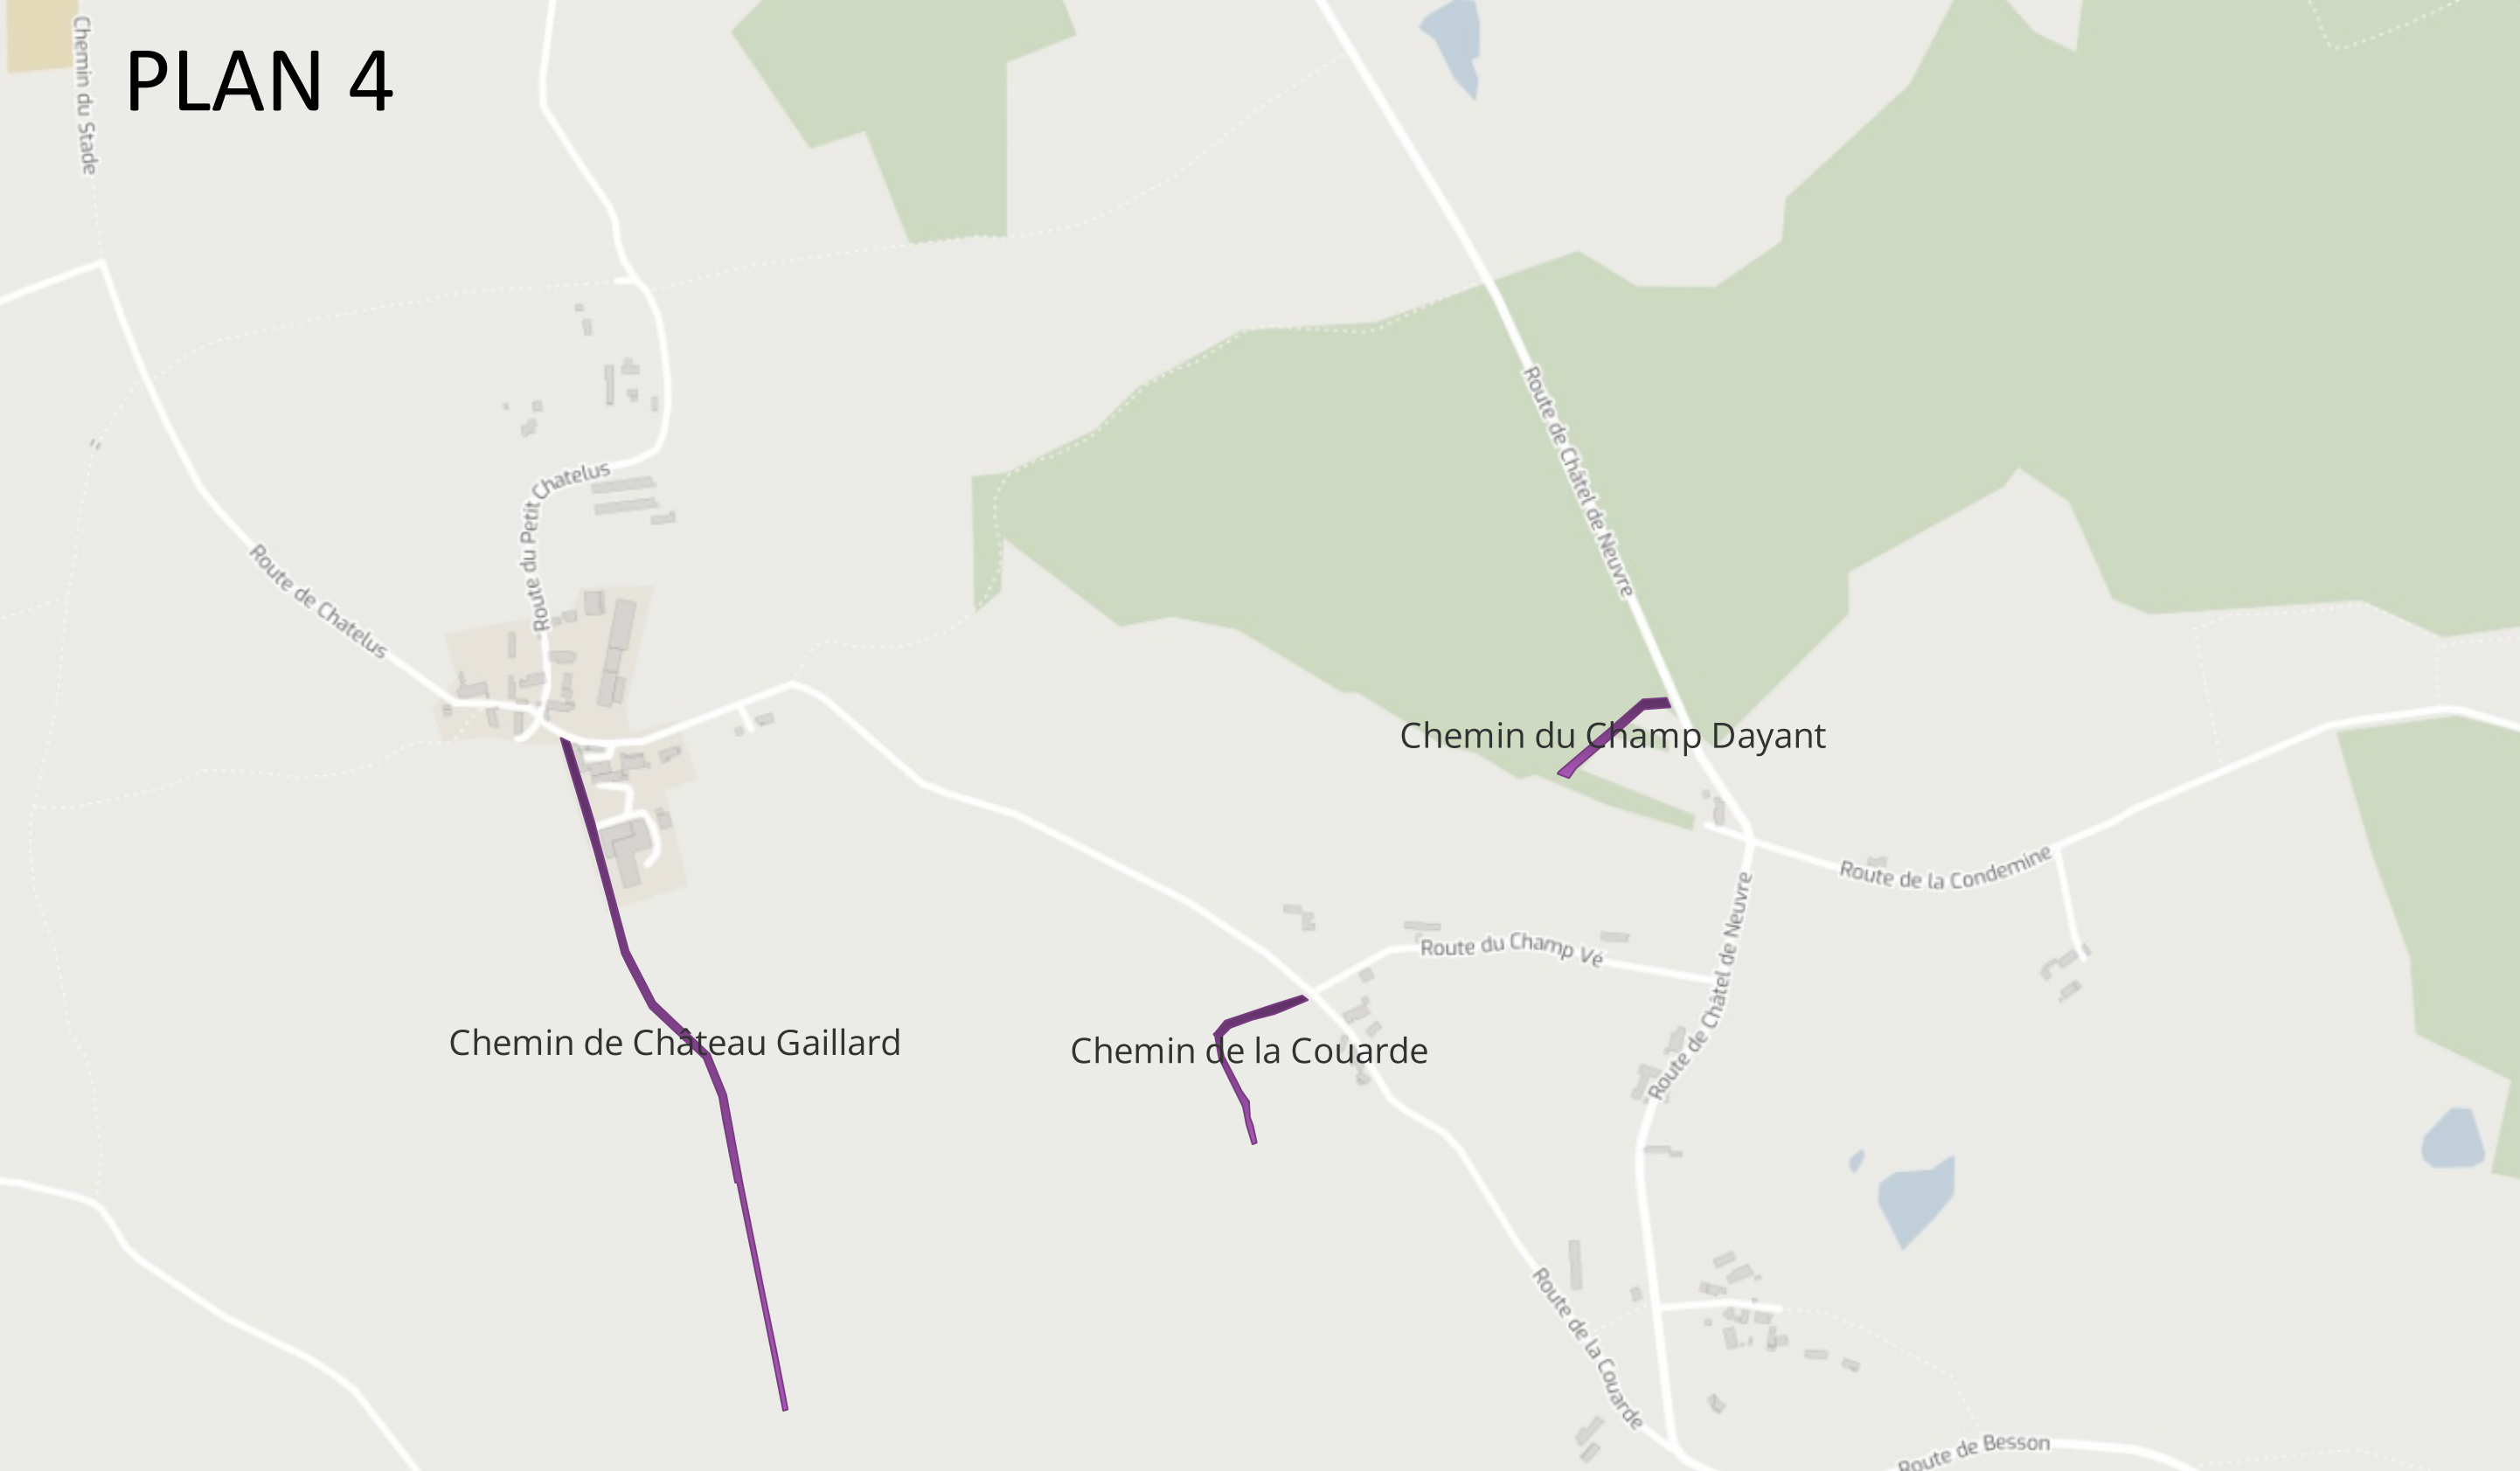 PLAN 4
Chemin du Stade
Route de Châtel de Neuvre
Route du Petit Chatelus
Route de Chatelus
Chemin du Champ Dayant
Route de la Condemine
Route du Champ Vé
Route de Châtel de Neuvre
Chemin de Château Gaillard
Chemin de la Couarde
Route de la Couarde
Route de Besson